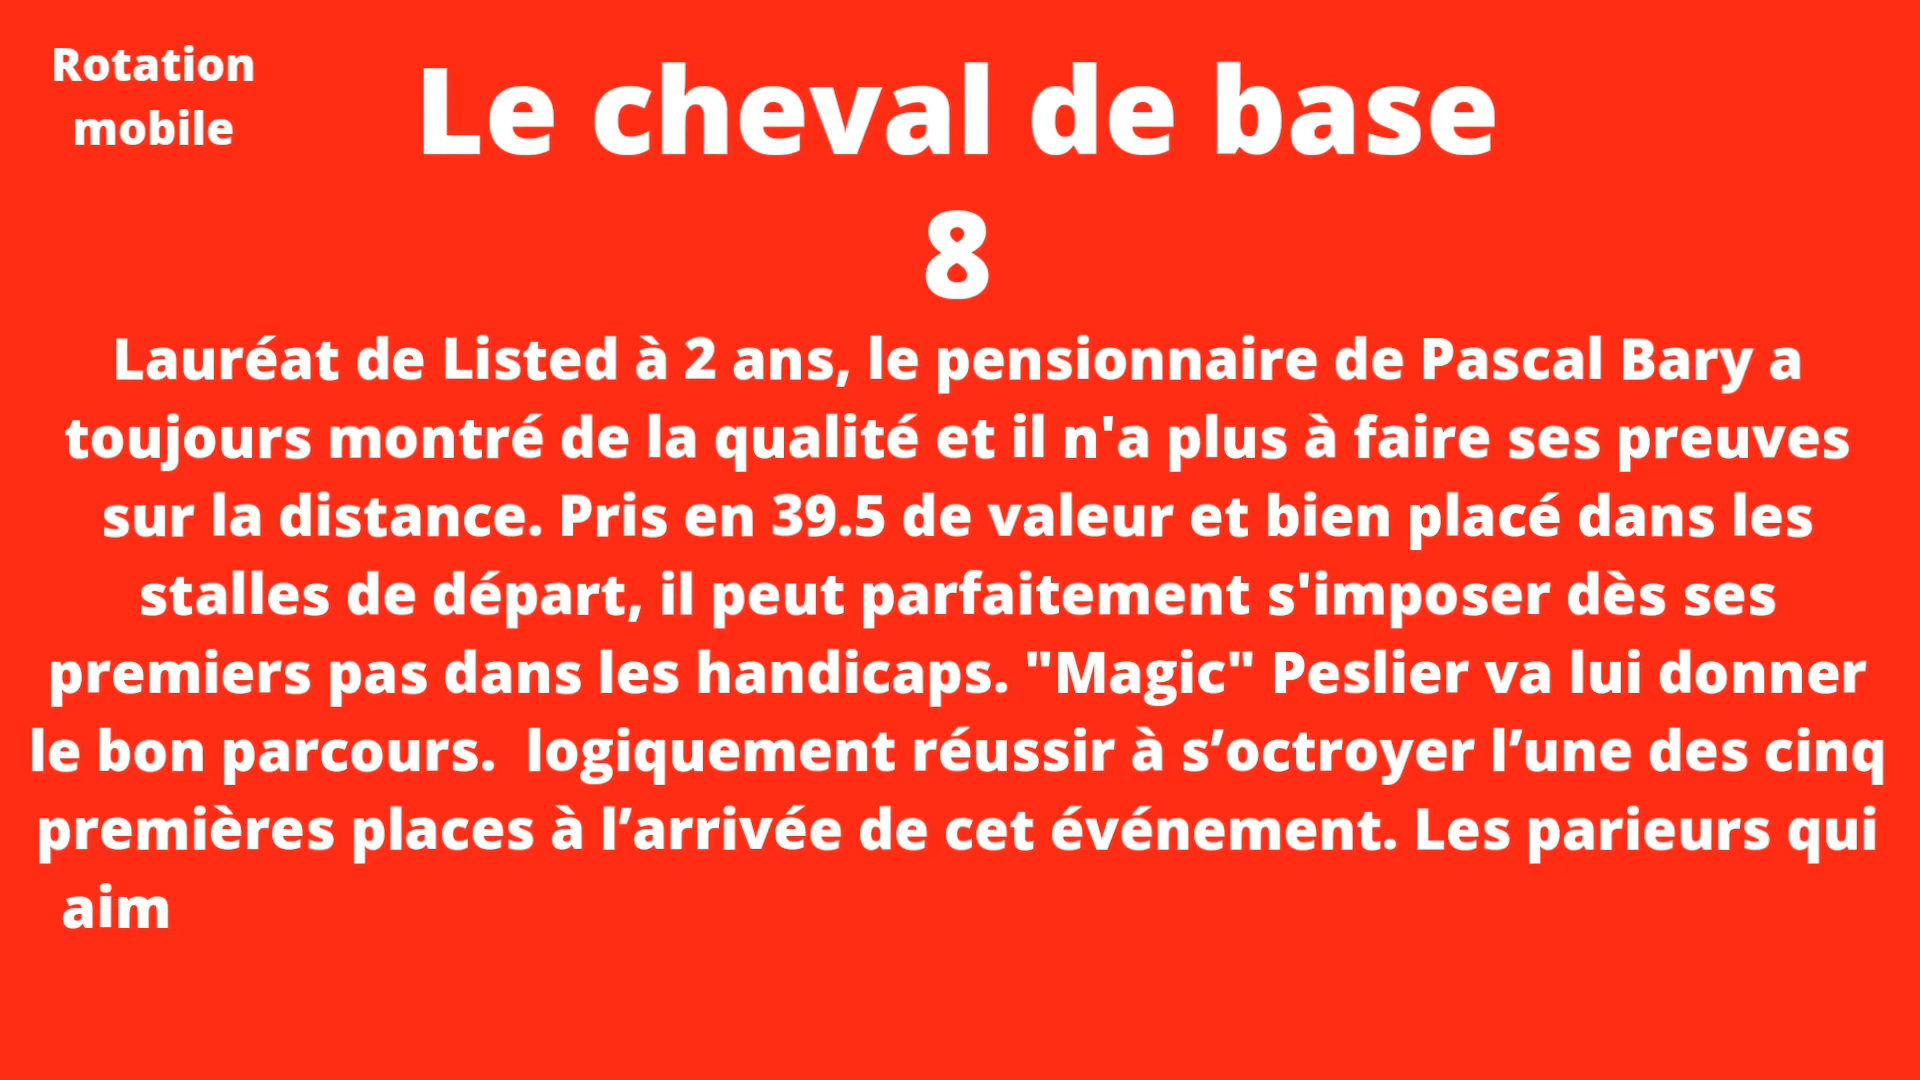 Rotation
mobile
Le cheval de base
8
Lauréat de Listed à 2 ans, le pensionnaire de Pascal Bary a
toujours montré de la qualité et il n'a plus à faire ses preuves
sur la distance. Pris en 39.5 de valeur et bien placé dans les
stalles de départ, il peut parfaitement s'imposer dès ses
premiers pas dans les handicaps. "Magic" Peslier va lui donner
le bon parcours.  logiquement réussir à s’octroyer l’une des cinq
premières places à l’arrivée de cet événement. Les parieurs qui
aim